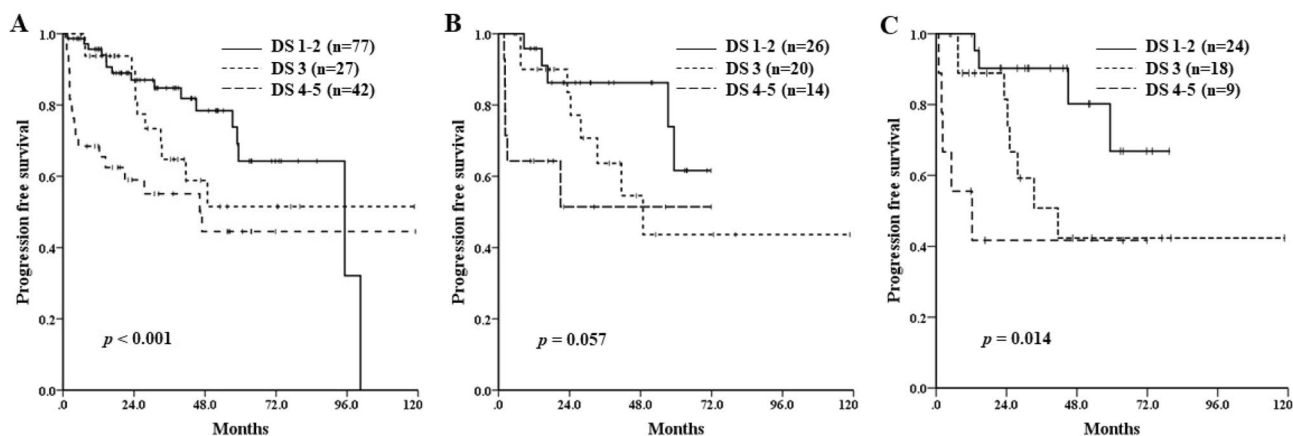 A
DS 1-2 (n=77)
DS 3 (n=27)
DS 4-5 (n=42)
Progression free survival
1.0
0.8
0.6
0.4
0.2
0.0
p < 0.001
.0 24.0 48.0 72.0 96.0 120
Months
B
DS 1-2 (n=26)
DS 3 (n=20)
DS 4-5 (n=14)
Progression free survival
1.0
0.8
0.6
0.4
0.2
0.0
p = 0.057
.0 24.0 48.0 72.0 96.0 120
Months
C
DS 1-2 (n=24)
DS 3 (n=18)
DS 4-5 (n=9)
Progression free survival
1.0
0.8
0.6
0.4
0.2
0.0
p = 0.014
.0 24.0 48.0 72.0 96.0 120
Months